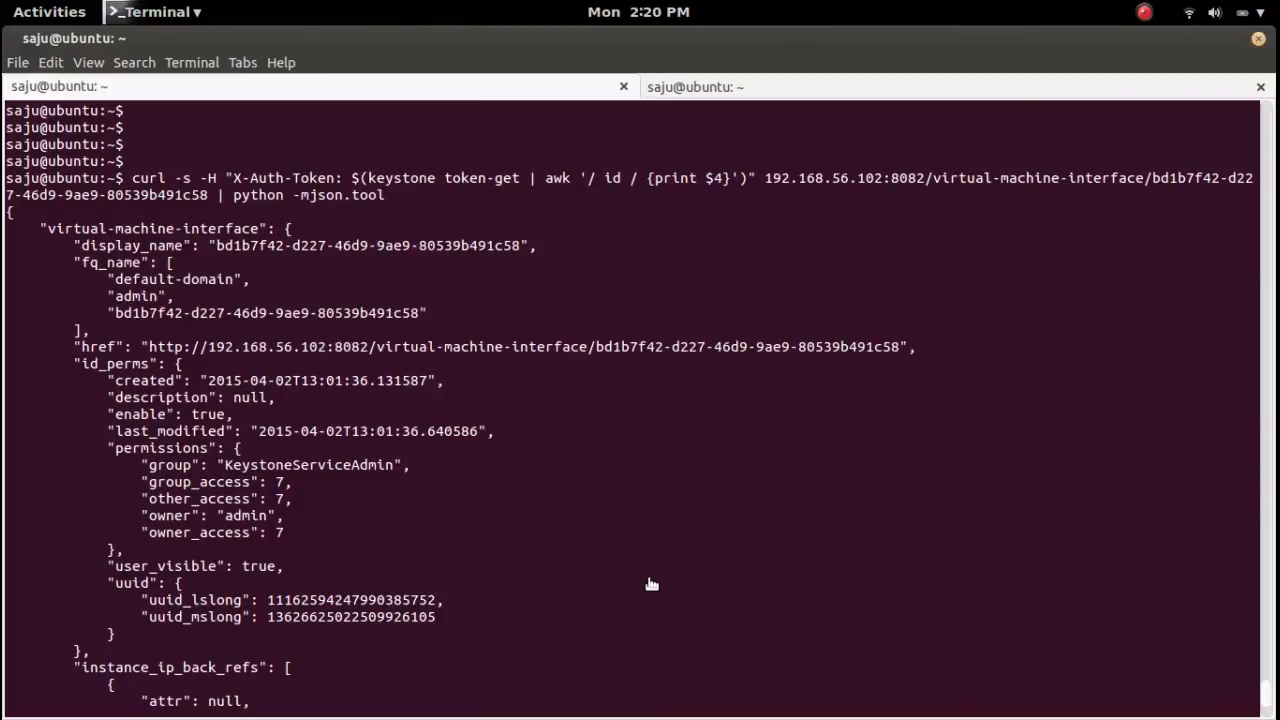 Activities
>_Terminal ▾
Mon 2:20 PM
saju@ubuntu: ~
File Edit View Search Terminal Tabs Help
saju@ubuntu: ~ ×
saju@ubuntu: ~ ×
saju@ubuntu:~$
saju@ubuntu:~$
saju@ubuntu:~$
saju@ubuntu:~$
saju@ubuntu:~$ curl -s -H "X-Auth-Token: $(keystone token-get | awk '/ id / {print $4}')" 192.168.56.102:8082/virtual-machine-interface/bd1b7f42-d22
7-46d9-9ae9-80539b491c58 | python -mjson.tool
{
    "virtual-machine-interface": {
        "display_name": "bd1b7f42-d227-46d9-9ae9-80539b491c58",
        "fq_name": [
            "default-domain",
            "admin",
            "bd1b7f42-d227-46d9-9ae9-80539b491c58"
        ],
        "href": "http://192.168.56.102:8082/virtual-machine-interface/bd1b7f42-d227-46d9-9ae9-80539b491c58",
        "id_perms": {
            "created": "2015-04-02T13:01:36.131587",
            "description": null,
            "enable": true,
            "last_modified": "2015-04-02T13:01:36.640586",
            "permissions": {
                "group": "KeystoneServiceAdmin",
                "group_access": 7,
                "other_access": 7,
                "owner": "admin",
                "owner_access": 7
            },
            "user_visible": true,
            "uuid": {
                "uuid_lslong": 11162594247990385752,
                "uuid_mslong": 13626625022509926105
            }
        },
        "instance_ip_back_refs": [
            {
                "attr": null,